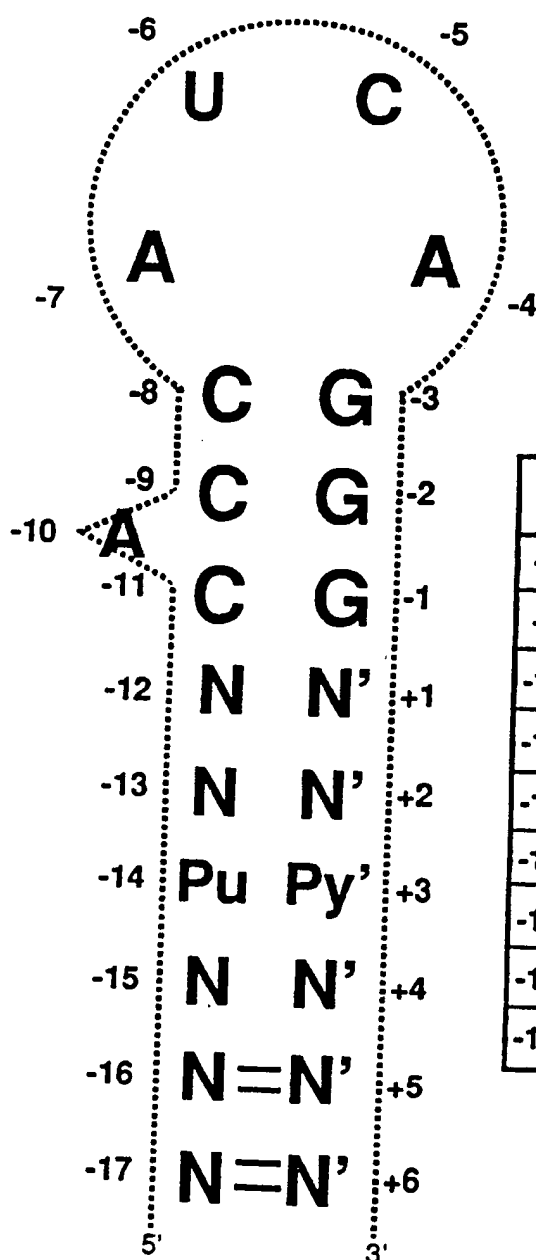 -6 -5
U C
A A
-7 -4
-8 C G -3
-9 C G -2
-10 A
-11 C G -1
-12 N N’ +1
-13 N N’ +2
-14 Pu Py’ +3
-15 N N’ +4
-16 N=N’ +5
-17 N=N’ +6
5' 3'